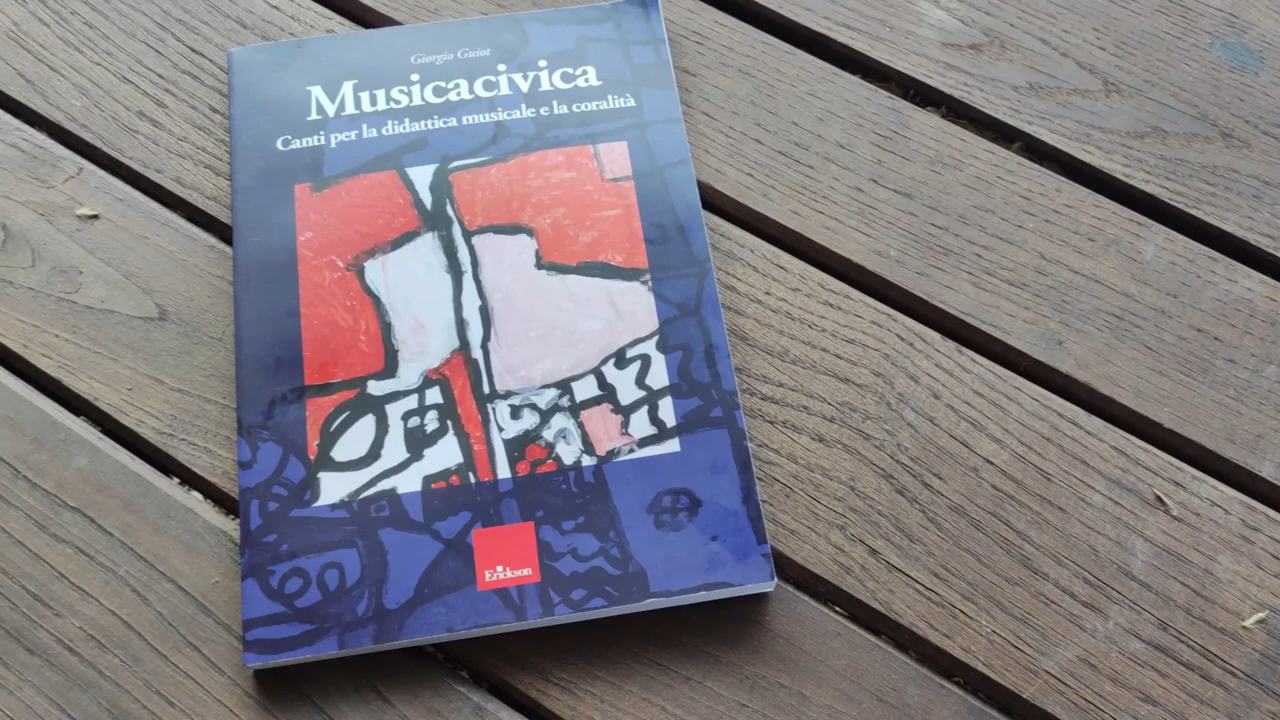 Giorgio Guiot
Musicacivica
Canti per la didattica musicale e la coralità
Erickson